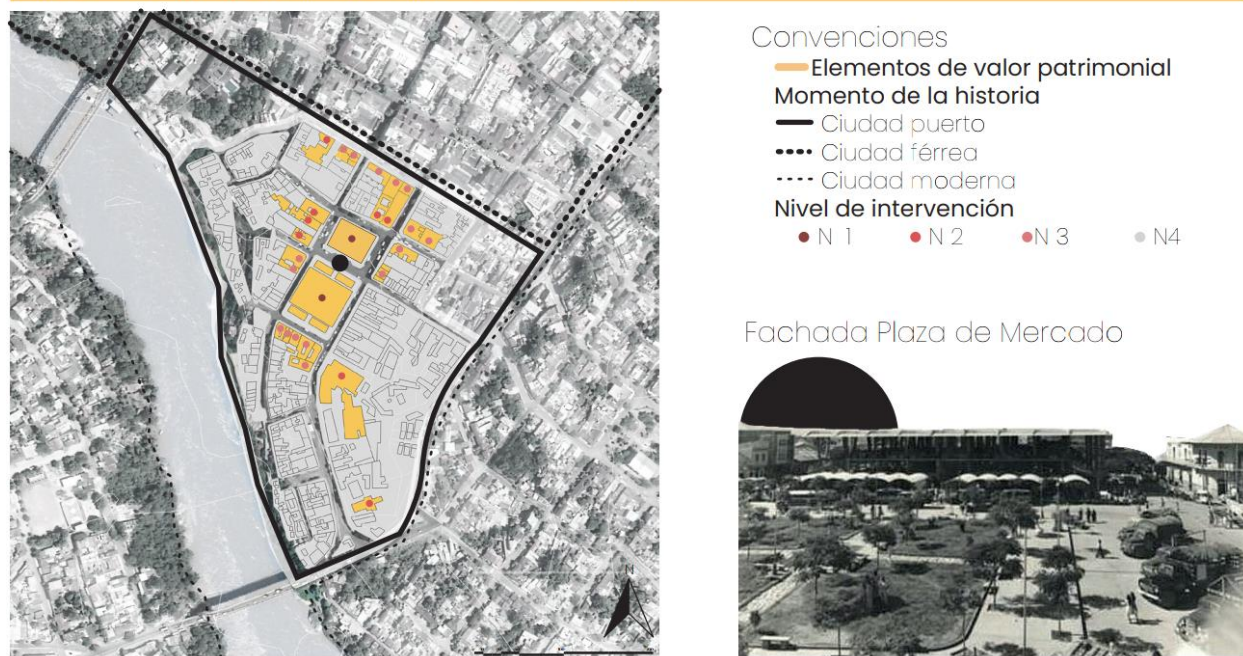 Convenciones
Elementos de valor patrimonial
Momento de la historia
Ciudad puerto
Ciudad férrea
Ciudad moderna
Nivel de intervención
N 1 N 2 N 3 N4
Fachada Plaza de Mercado